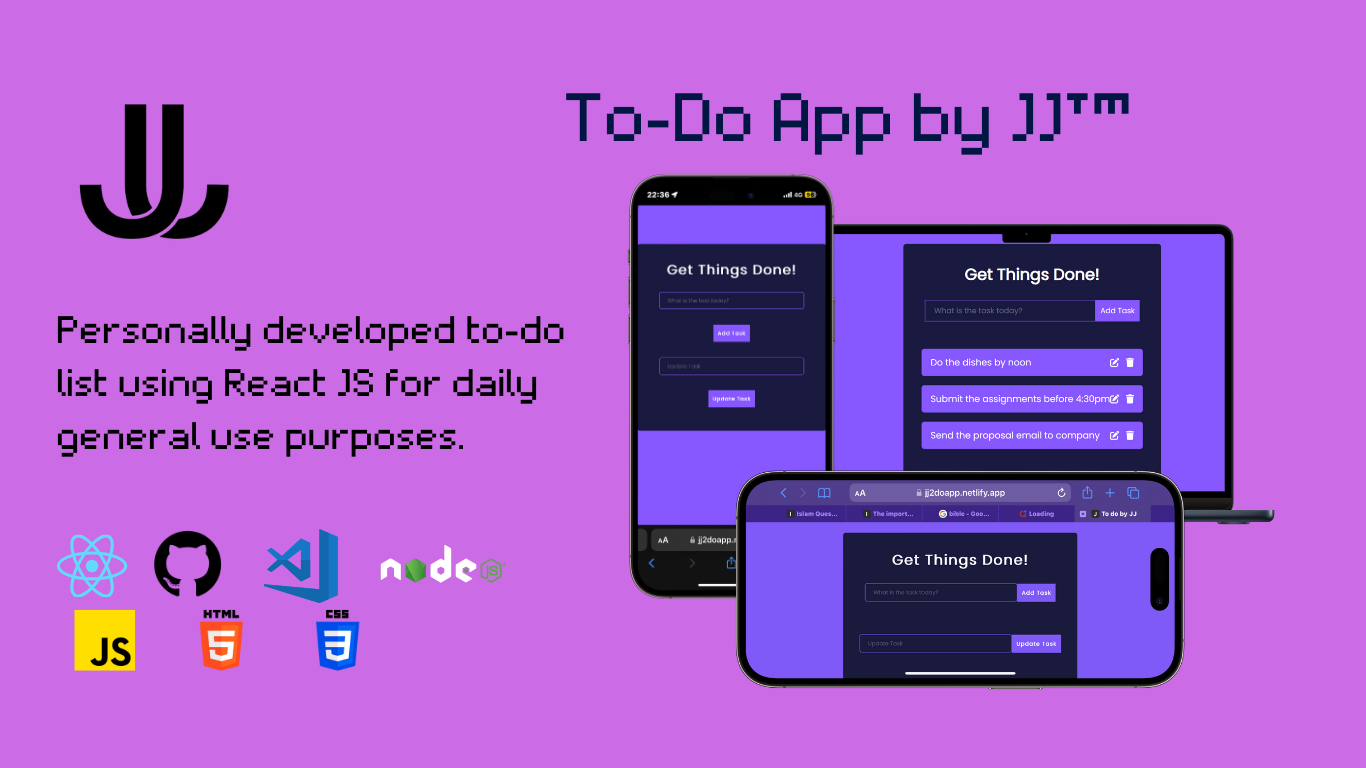 To-Do App by JJ™
JJ
Personally developed to-do
list using React JS for daily
general use purposes.
node
JS
JS
HTML
5
CSS
3
22:36
4G
Get Things Done!
What is the task today?
Add Task
Update Task
Update Task
AA
jj2doapp.n
Get Things Done!
What is the task today?
Add Task
Do the dishes by noon
Submit the assignments before 4:30pm
Send the proposal email to company
AA jj2doapp.netlify.app
I Islam Ques...
I The import...
G bible - Goo...
Loading
J To do by JJ
Get Things Done!
What is the task today?
Add Task
Update Task
Update Task